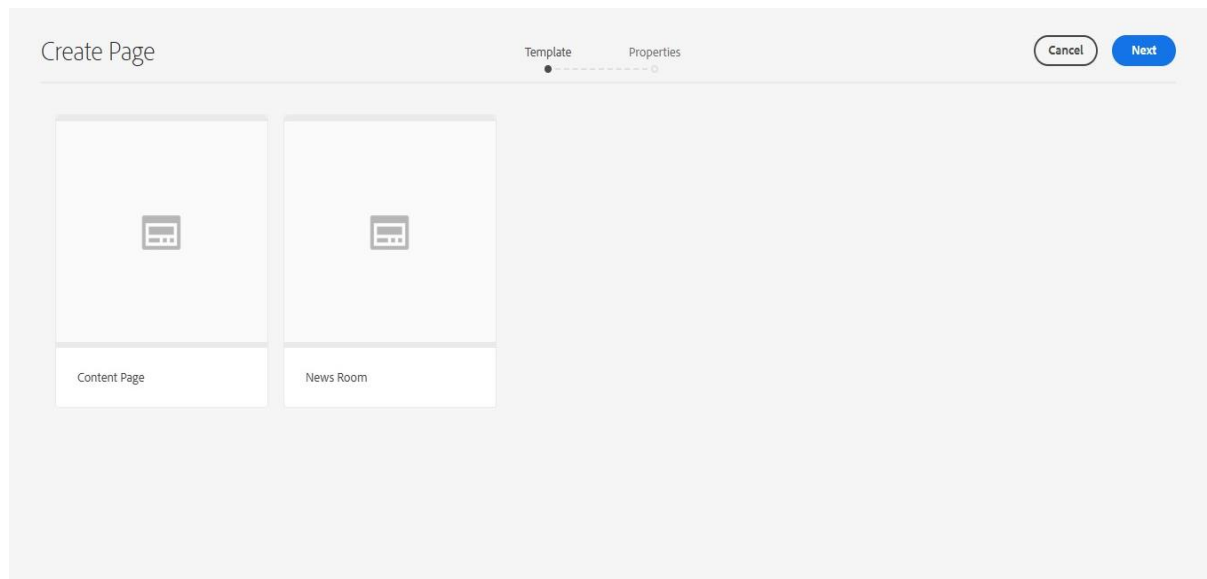 Create Page
Template Properties
Cancel Next
Content Page
News Room